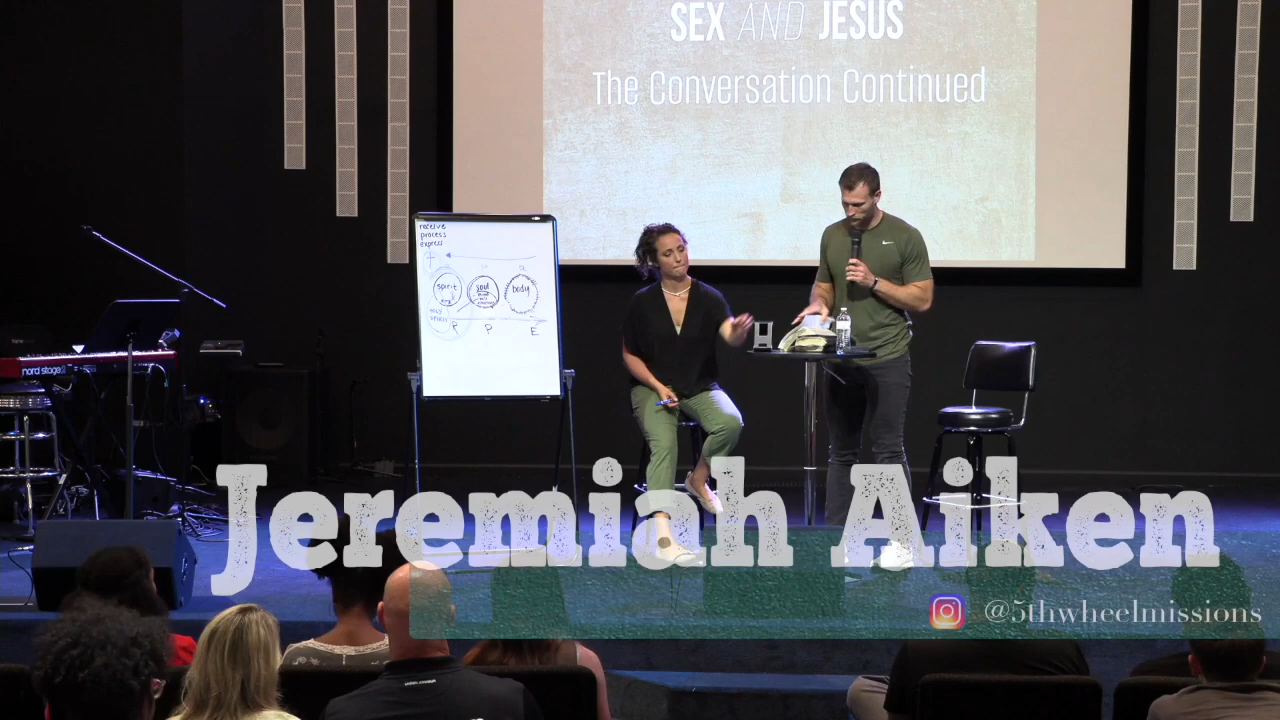 SEX AND JESUS
The Conversation Continued
receive
process
express
spirit
soul
body
R P E
nord stage
Jeremiah Aiken
@5thwheelmissions